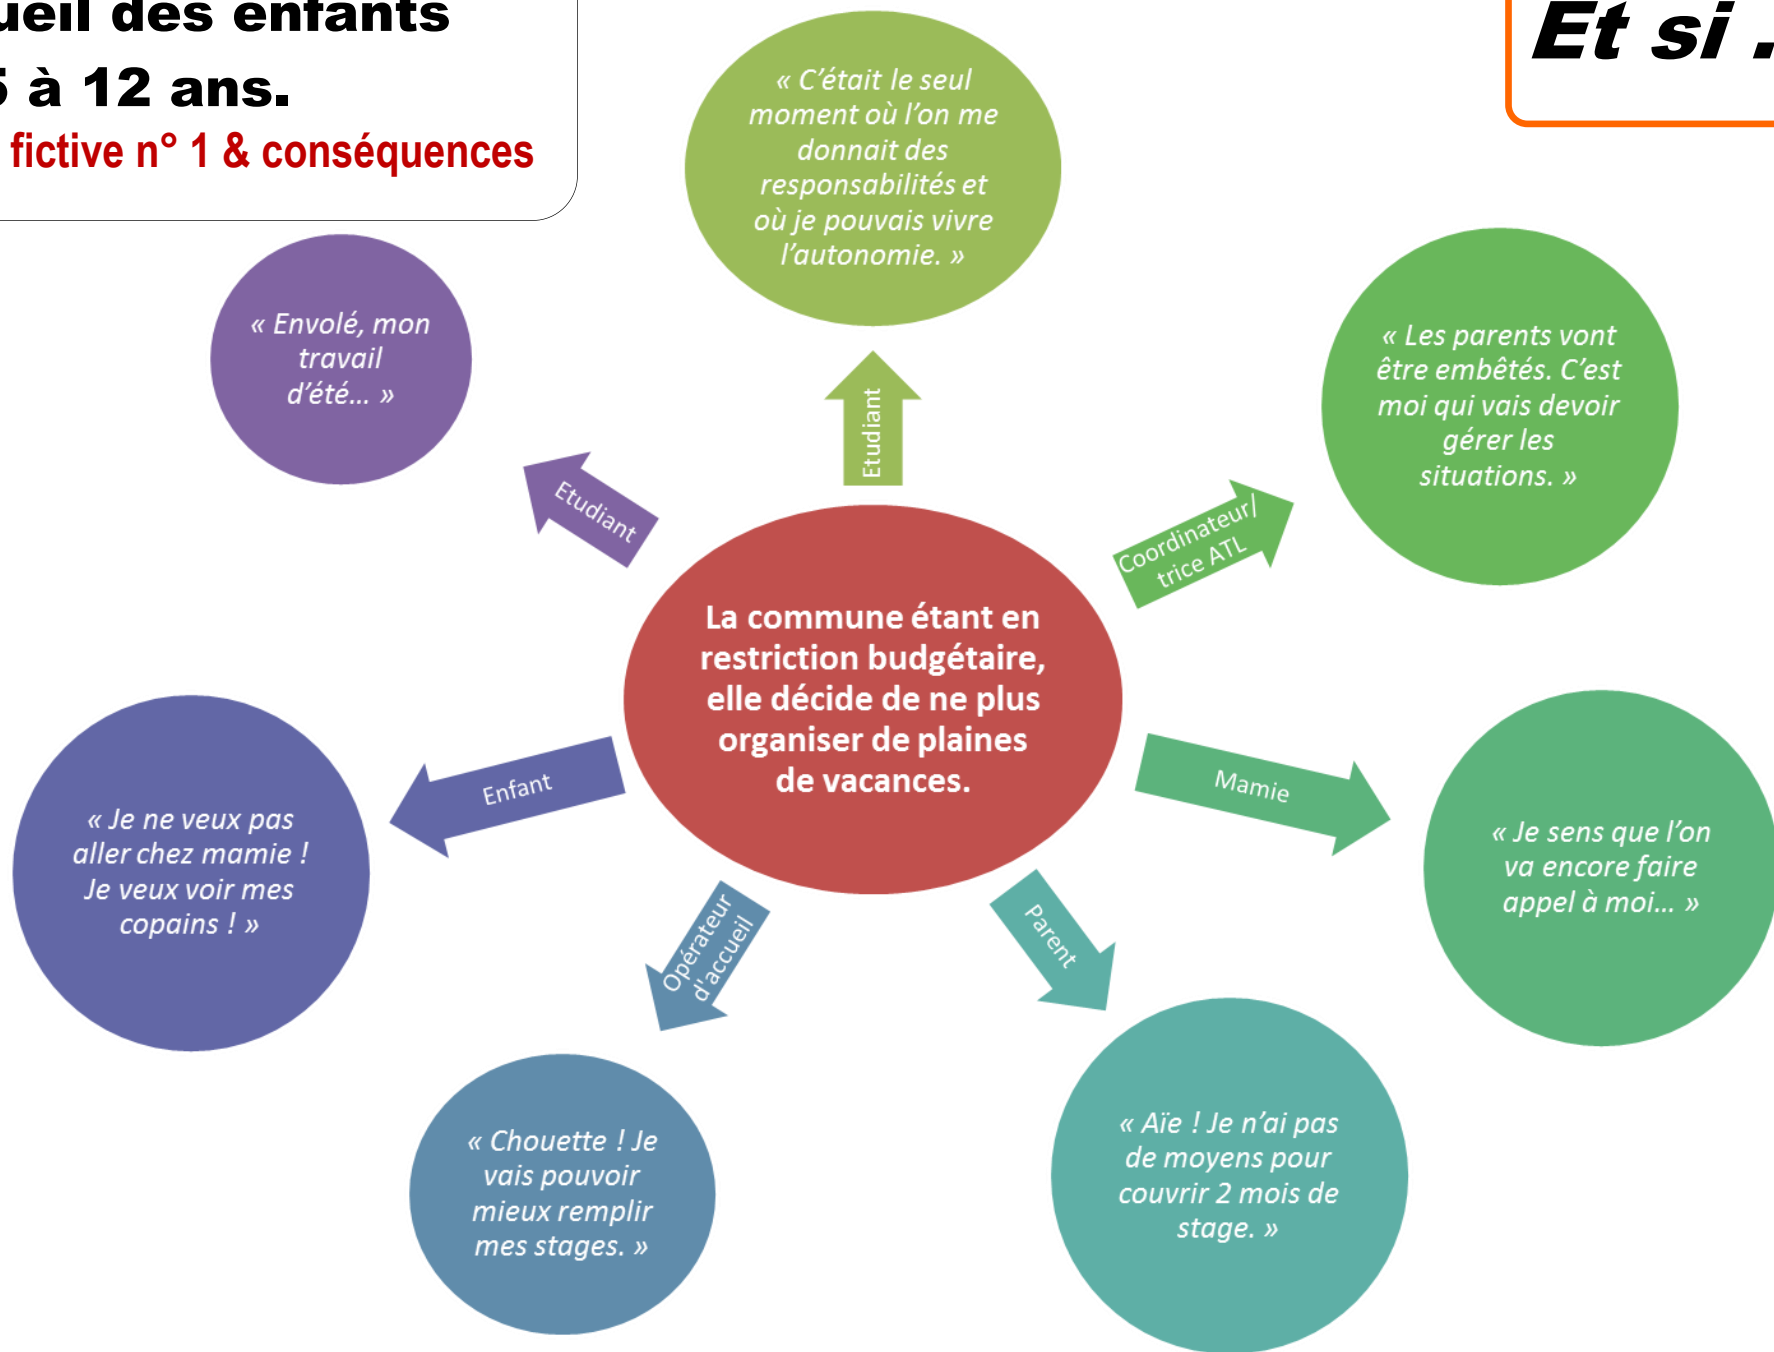 ueil des enfants
5 à 12 ans.
fictive n° 1 & conséquences
Et si .
« C’était le seul
moment où l’on me
donnait des
responsabilités et
où je pouvais vivre
l’autonomie. »
Etudiant
« Envolé, mon
travail
d’été… »
Etudiant
« Les parents vont
être embêtés. C’est
moi qui vais devoir
gérer les
situations. »
Coordinateur/
trice ATL
La commune étant en
restriction budgétaire,
elle décide de ne plus
organiser de plaines
de vacances.
Enfant
« Je ne veux pas
aller chez mamie !
Je veux voir mes
copains ! »
Mamie
« Je sens que l’on
va encore faire
appel à moi… »
Opérateur
d'accueil
« Chouette ! Je
vais pouvoir
mieux remplir
mes stages. »
Parent
« Aïe ! Je n’ai pas
de moyens pour
couvrir 2 mois de
stage. »